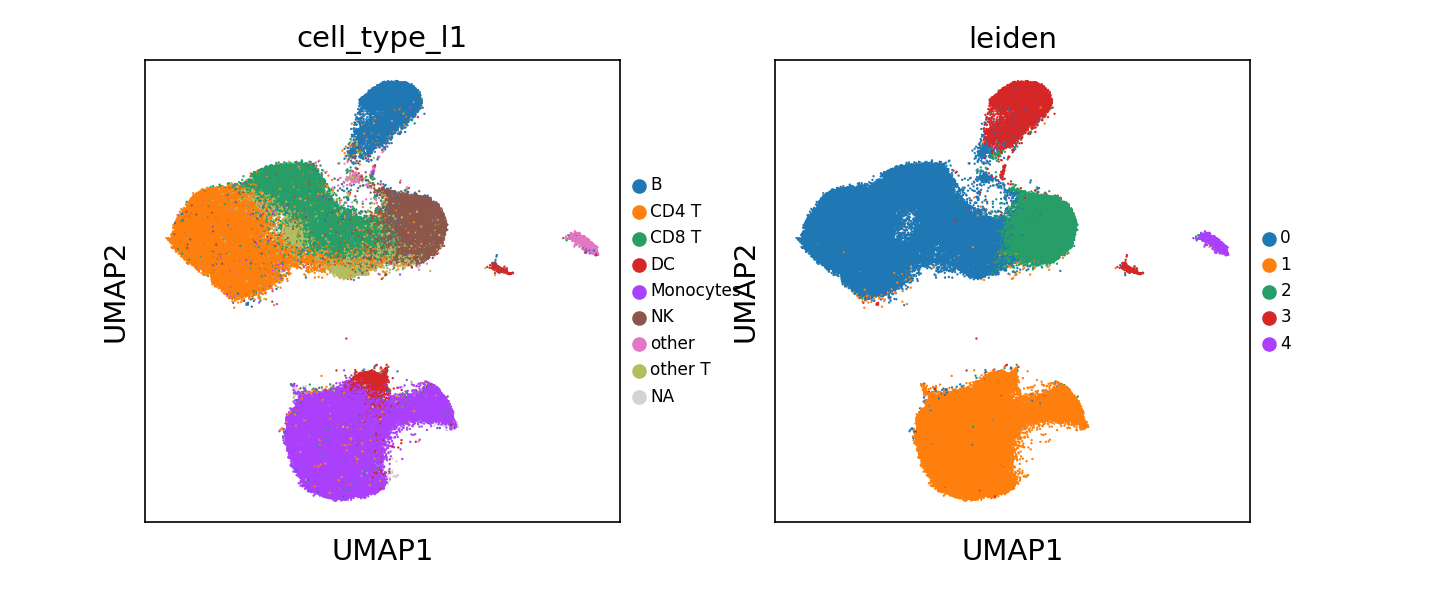 cell_type_l1
UMAP2
UMAP1
B
CD4 T
CD8 T
DC
Monocytes
NK
other
other T
NA
leiden
UMAP2
UMAP1
0
1
2
3
4